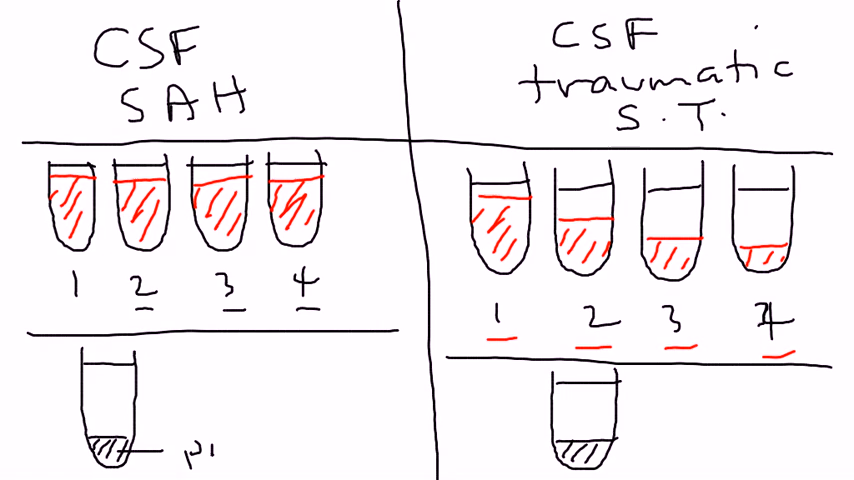 CSF
SAH
CSF
traumatic
S.T.
1 2 3 4
1 2 3 4